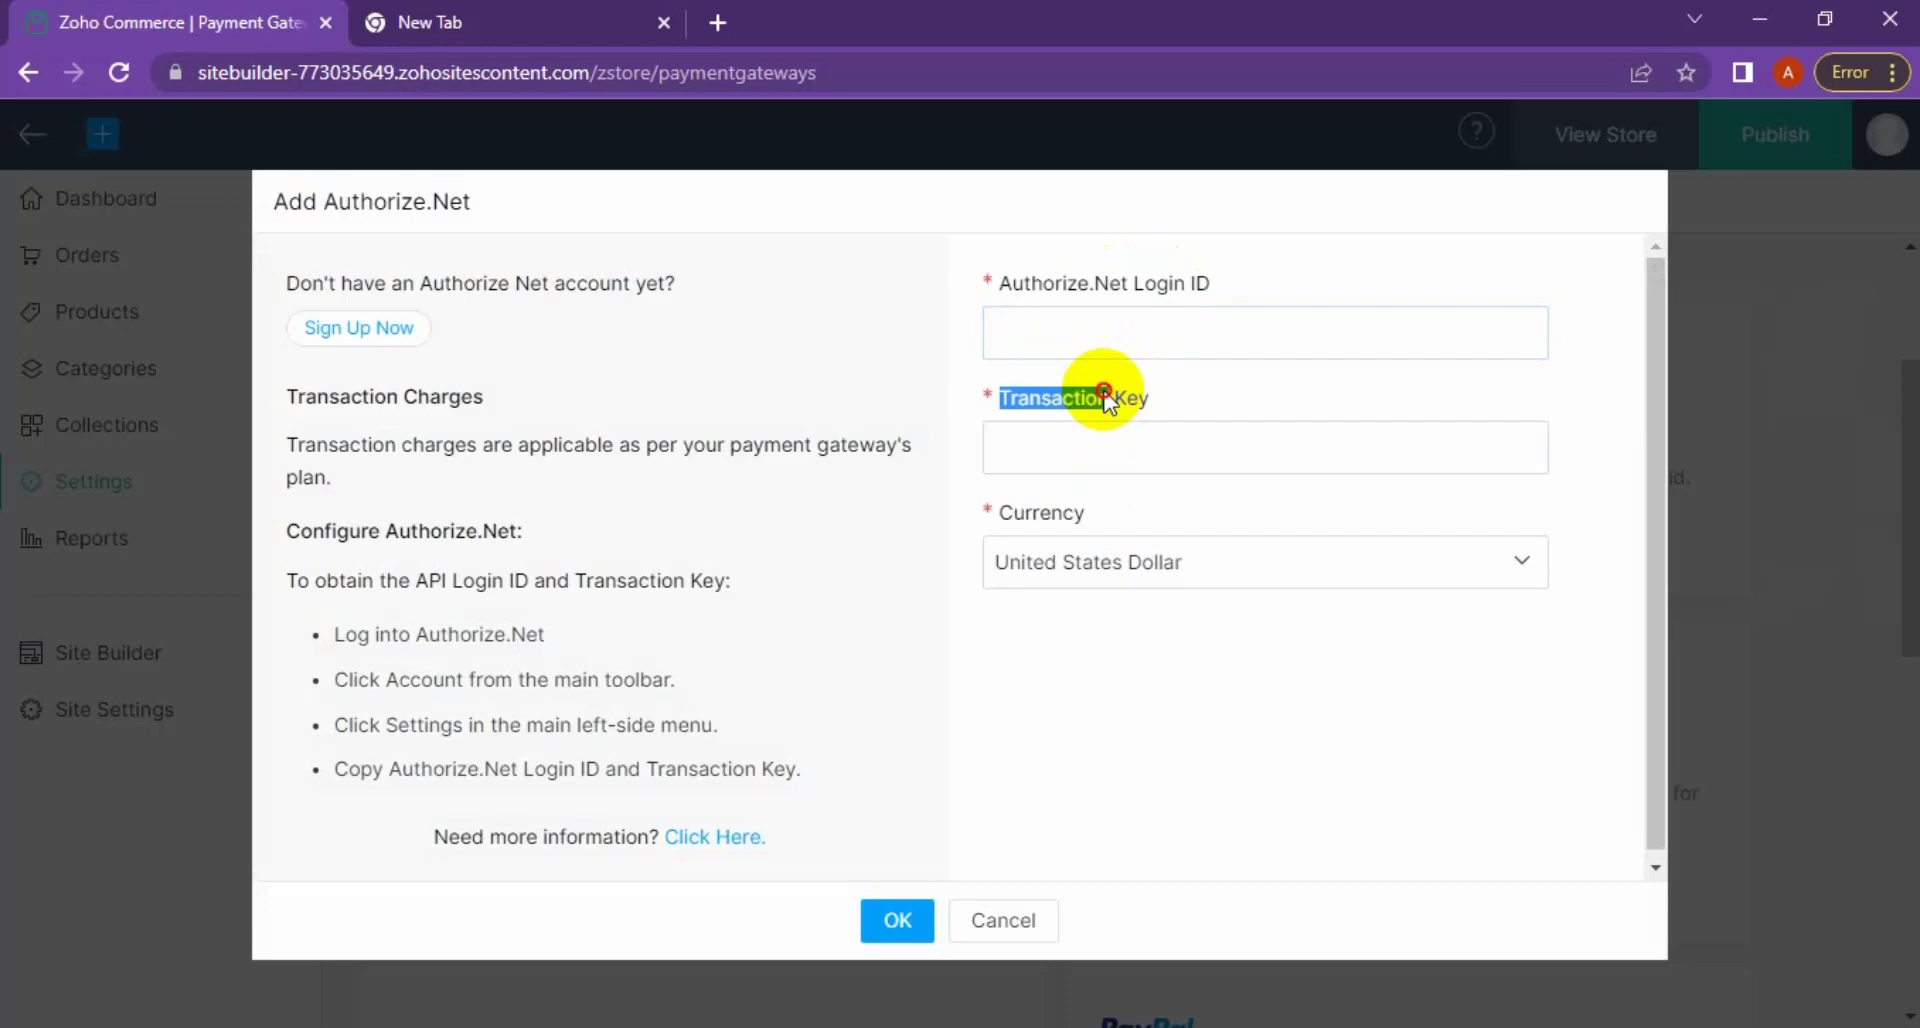 Zoho Commerce | Payment Gate
New Tab
sitebuilder-773035649.zohositescontent.com/zstore/paymentgateways
A
Error
?
View Store
Publish
Dashboard
Orders
Products
Categories
Collections
Settings
Reports
Site Builder
Site Settings
Add Authorize.Net
Don't have an Authorize Net account yet?
Sign Up Now
Transaction Charges
Transaction charges are applicable as per your payment gateway's
plan.
Configure Authorize.Net:
To obtain the API Login ID and Transaction Key:
• Log into Authorize.Net
• Click Account from the main toolbar.
• Click Settings in the main left-side menu.
• Copy Authorize.Net Login ID and Transaction Key.
Need more information? Click Here.
* Authorize.Net Login ID
* Transaction Key
* Currency
United States Dollar
OK
Cancel
for
PayPal